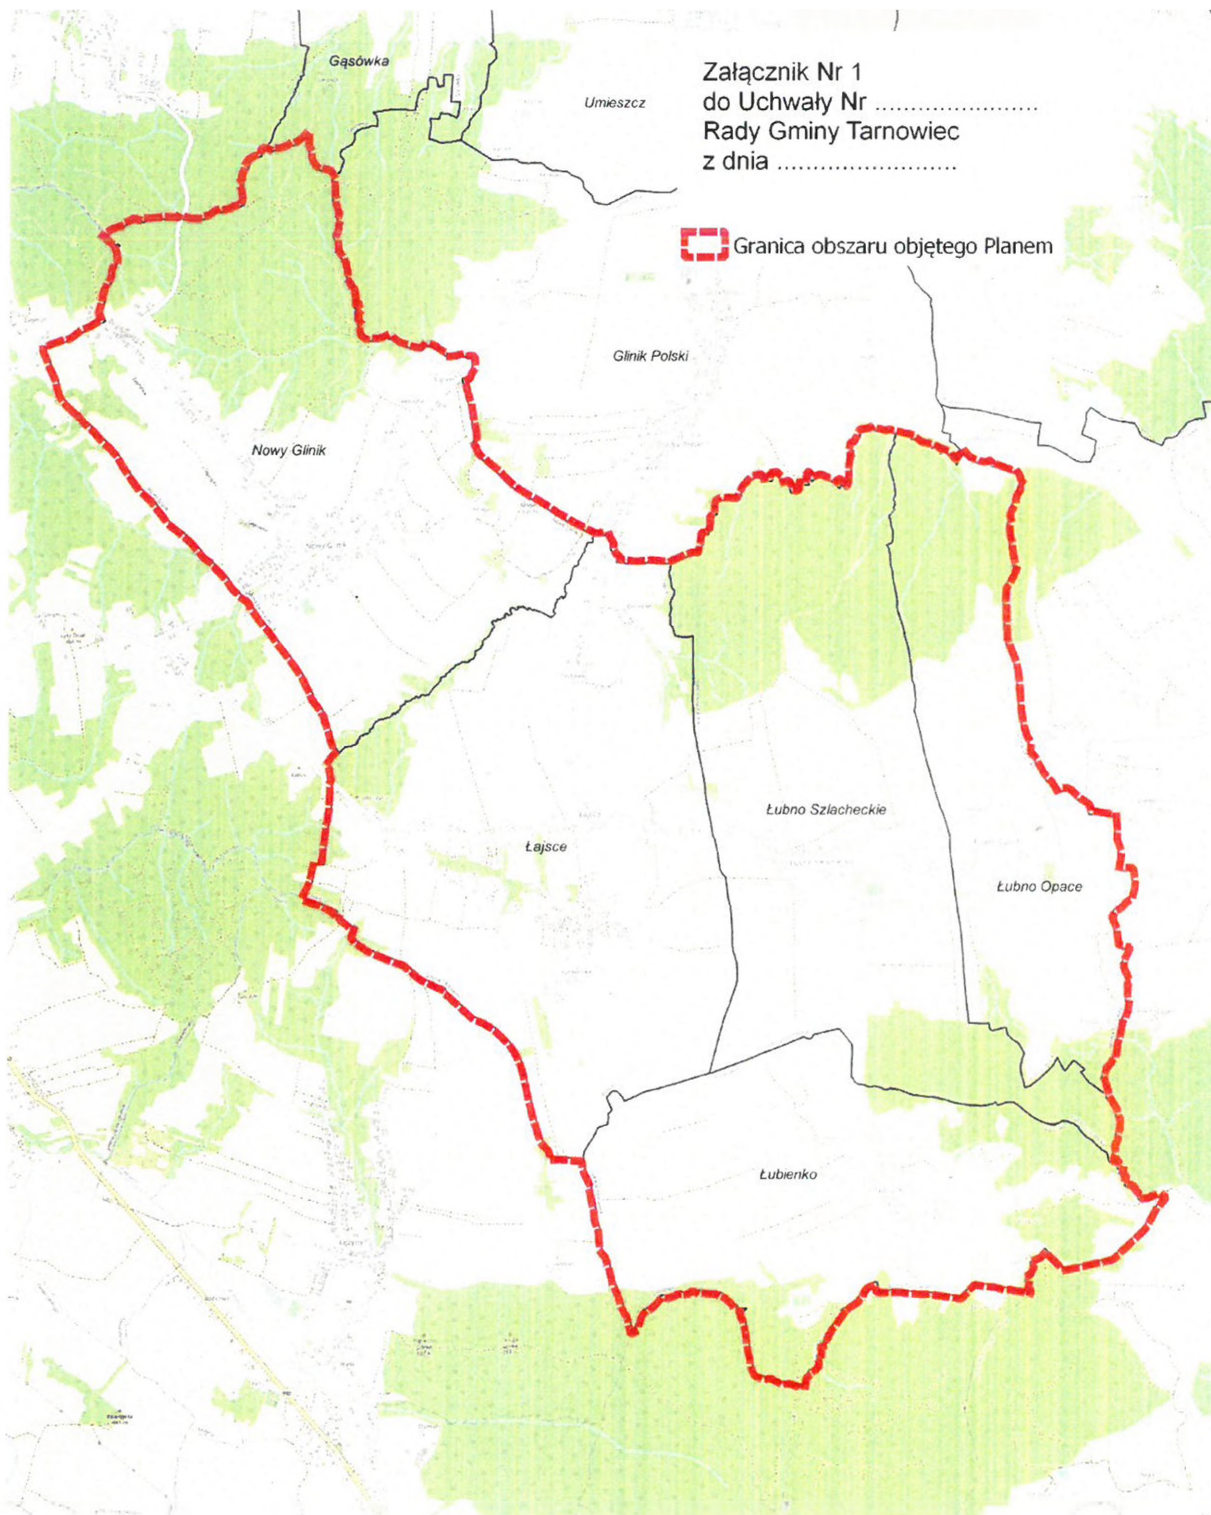 Gąsówka
Umieszcz
Załącznik Nr 1
do Uchwały Nr .......................
Rady Gminy Tarnowiec
z dnia .........................
Granica obszaru objętego Planem
Glinik Polski
Nowy Glinik
Łubno Szlacheckie
Łajsce
Łubno Opace
Łubienko